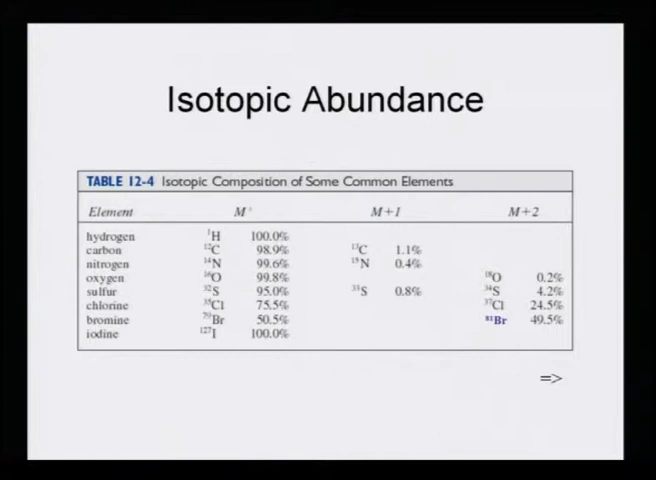 Isotopic Abundance
TABLE 12-4 Isotopic Composition of Some Common Elements
Element M⁺ M+1 M+2
hydrogen ¹H 100.0%
carbon ¹²C 98.9% ¹³C 1.1%
nitrogen ¹⁴N 99.6% ¹⁵N 0.4%
oxygen ¹⁶O 99.8% ¹⁸O 0.2%
sulfur ³²S 95.0% ³³S 0.8% ³⁴S 4.2%
chlorine ³⁵Cl 75.5% ³⁷Cl 24.5%
bromine ⁷⁹Br 50.5% ⁸¹Br 49.5%
iodine ¹²⁷I 100.0%
=>